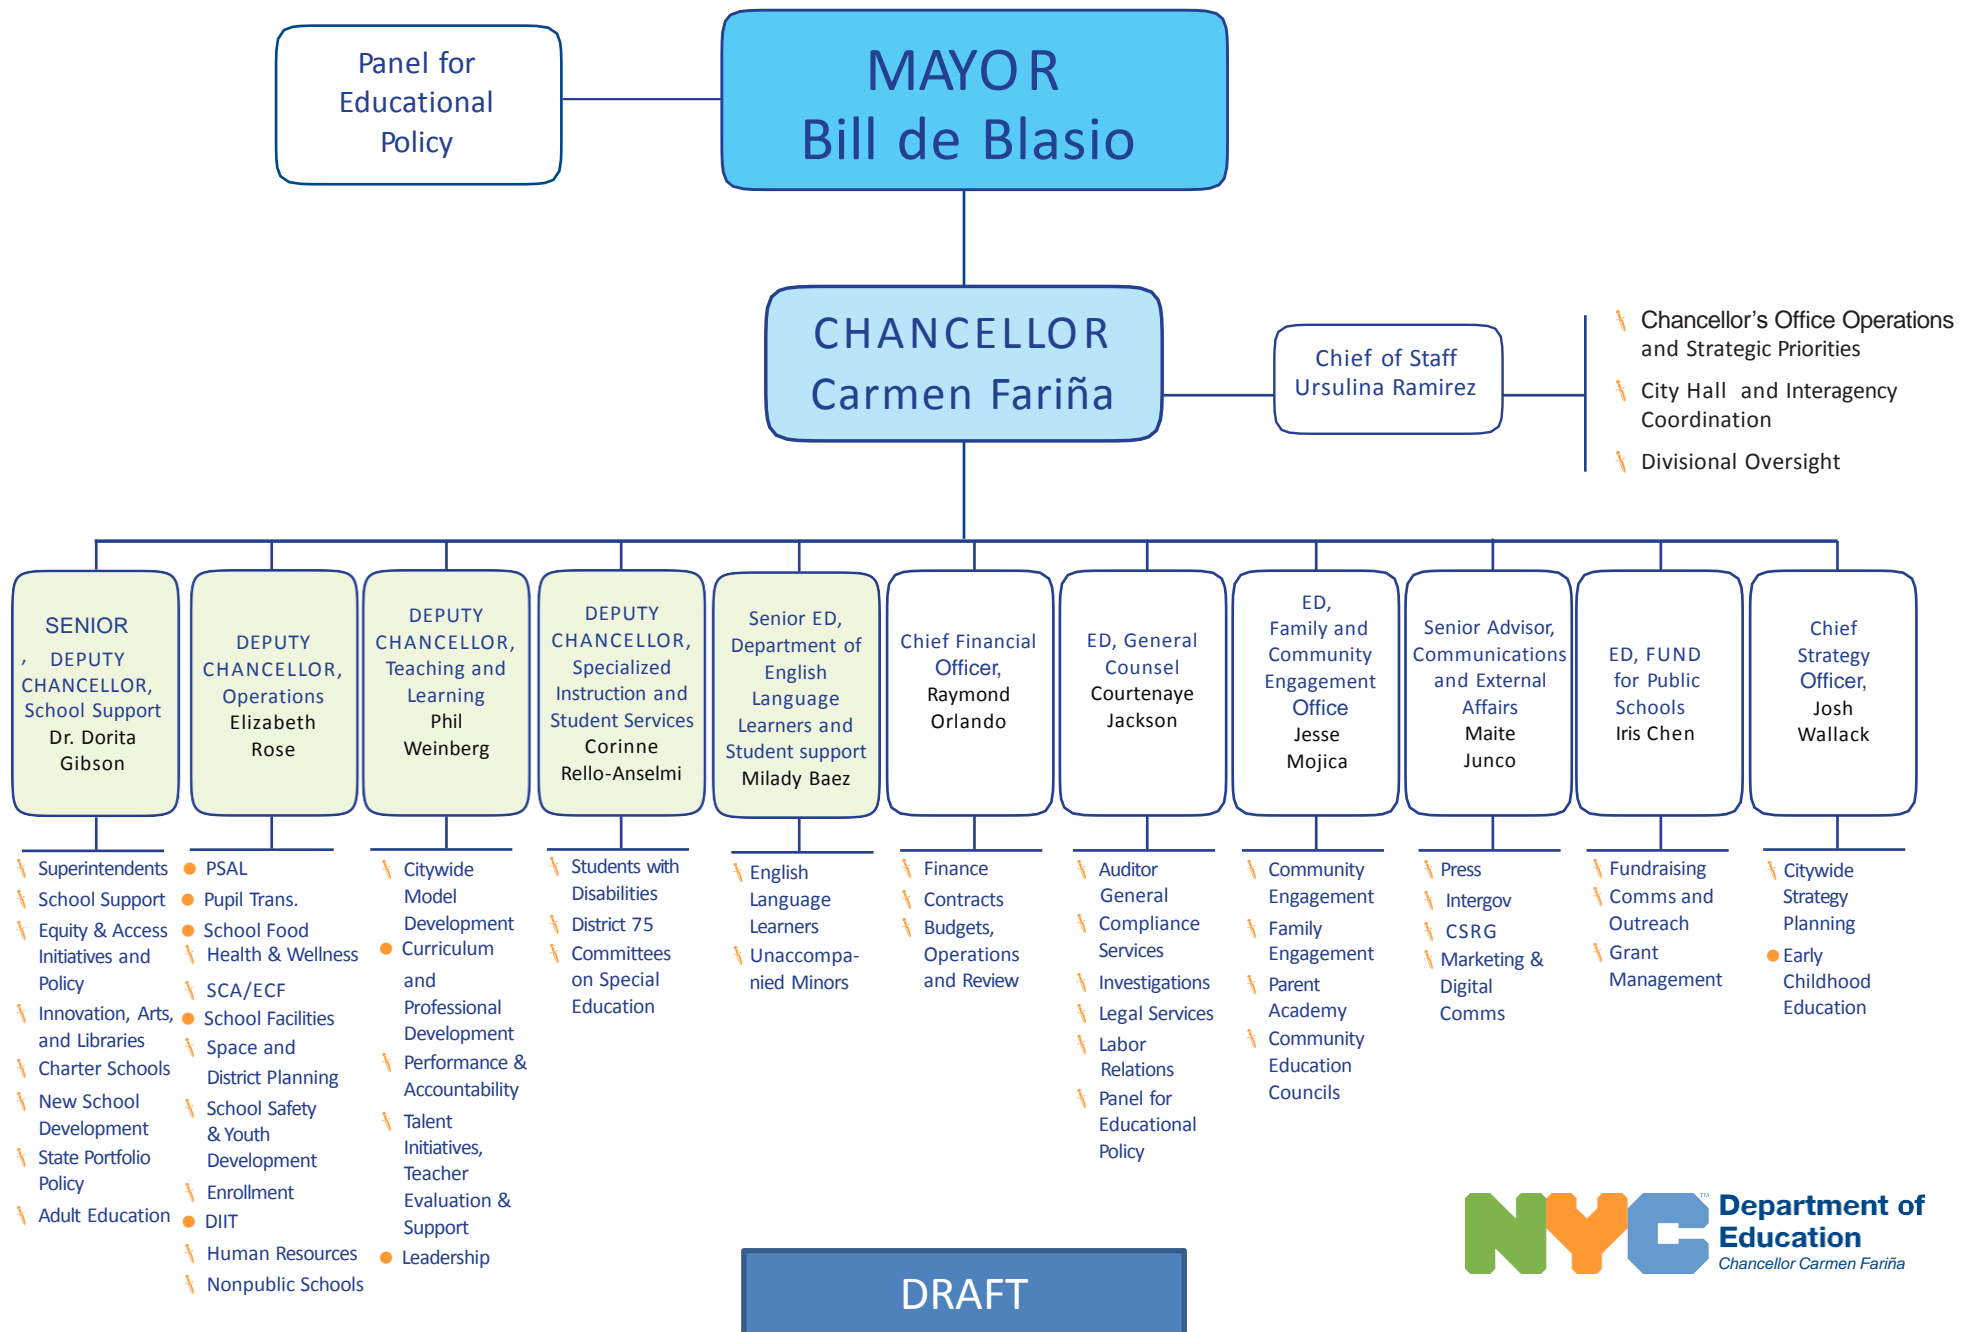 Panel for
Educational
Policy
MAYOR
Bill de Blasio
CHANCELLOR
Carmen Fariña
Chief of Staff
Ursulina Ramirez
Chancellor’s Office Operations
and Strategic Priorities
City Hall and Interagency
Coordination
Divisional Oversight
SENIOR
, DEPUTY
CHANCELLOR,
School Support
Dr. Dorita
Gibson
DEPUTY
CHANCELLOR,
Operations
Elizabeth
Rose
DEPUTY
CHANCELLOR,
Teaching and
Learning
Phil
Weinberg
DEPUTY
CHANCELLOR,
Specialized
Instruction and
Student Services
Corinne
Rello-Anselmi
Senior ED,
Department of
English
Language
Learners and
Student support
Milady Baez
Chief Financial
Officer,
Raymond
Orlando
ED, General
Counsel
Courtenaye
Jackson
ED,
Family and
Community
Engagement
Office
Jesse
Mojica
Senior Advisor,
Communications
and External
Affairs
Maite
Junco
ED, FUND
for Public
Schools
Iris Chen
Chief
Strategy
Officer,
Josh
Wallack
Superintendents
School Support
Equity & Access
Initiatives and
Policy
Innovation, Arts,
and Libraries
Charter Schools
New School
Development
State Portfolio
Policy
Adult Education
PSAL
Pupil Trans.
School Food
Health & Wellness
SCA/ECF
School Facilities
Space and
District Planning
School Safety
& Youth
Development
Enrollment
DIIT
Human Resources
Nonpublic Schools
Citywide
Model
Development
Curriculum
and
Professional
Development
Performance &
Accountability
Talent
Initiatives,
Teacher
Evaluation &
Support
Leadership
Students with
Disabilities
District 75
Committees
on Special
Education
English
Language
Learners
Unaccompa-
nied Minors
Finance
Contracts
Budgets,
Operations
and Review
Auditor
General
Compliance
Services
Investigations
Legal Services
Labor
Relations
Panel for
Educational
Policy
Community
Engagement
Family
Engagement
Parent
Academy
Community
Education
Councils
Press
Intergov
CSRG
Marketing &
Digital
Comms
Fundraising
Comms and
Outreach
Grant
Management
Citywide
Strategy
Planning
Early
Childhood
Education
DRAFT
NYC™
Department of
Education
Chancellor Carmen Fariña